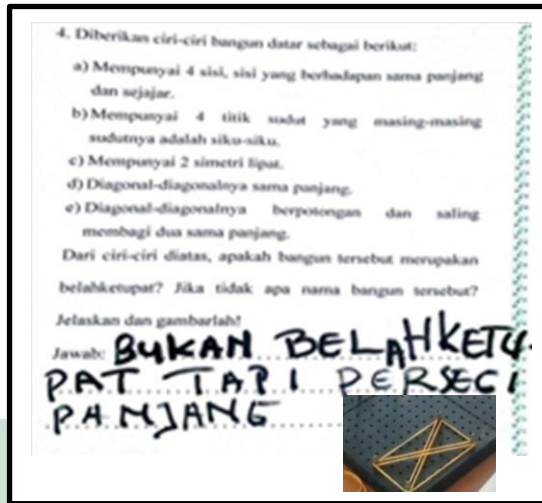 4. Diberikan ciri-ciri bangun datar sebagai berikut:
a) Mempunyai 4 sisi, sisi yang berhadapan sama panjang
dan sejajar.
b) Mempunyai 4 titik sudut yang masing-masing
sudutnya adalah siku-siku.
c) Mempunyai 2 simetri lipat.
d) Diagonal-diagonalnya sama panjang.
e) Diagonal-diagonalnya berpotongan dan saling
membagi dua sama panjang.
Dari ciri-ciri diatas, apakah bangun tersebut merupakan
belahketupat? Jika tidak apa nama bangun tersebut?
Jelaskan dan gambarlah!
Jawab: BUKAN BELAHKETU-
PAT TAPI PERSEGI
PANJANG